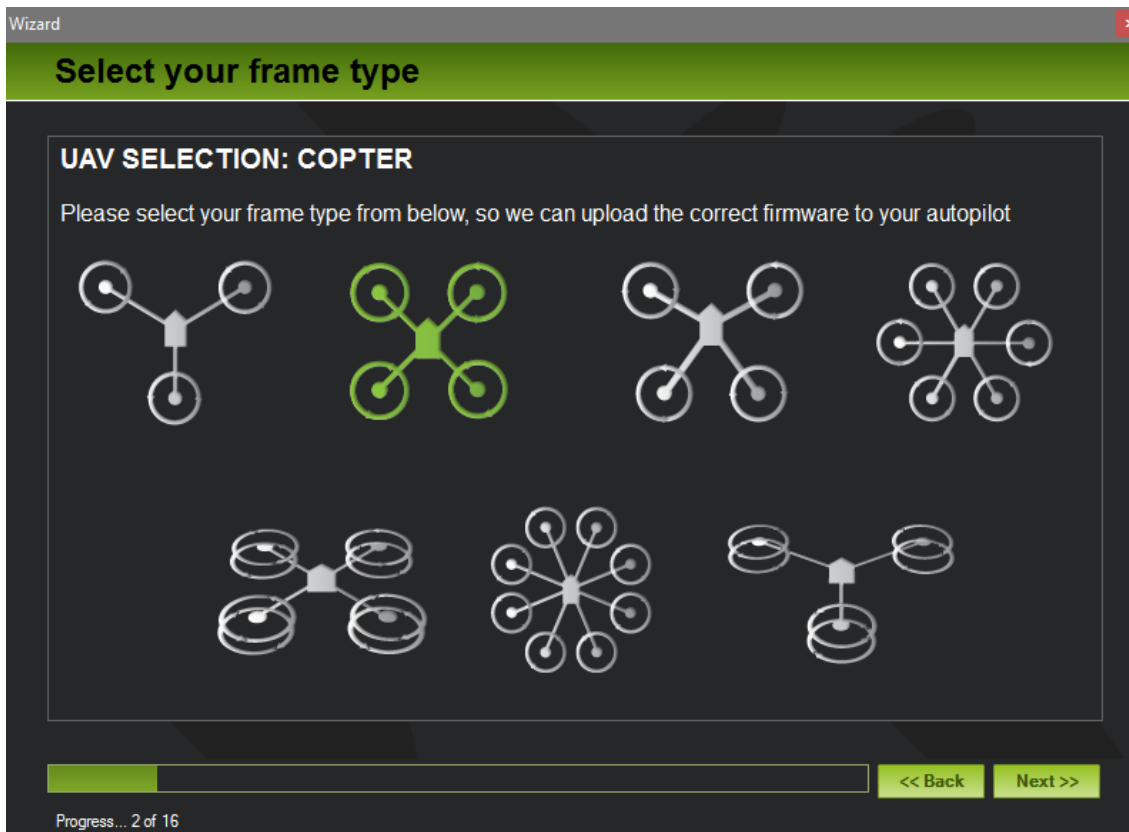 Wizard
Select your frame type
UAV SELECTION: COPTER
Please select your frame type from below, so we can upload the correct firmware to your autopilot
<< Back
Next >>
Progress... 2 of 16